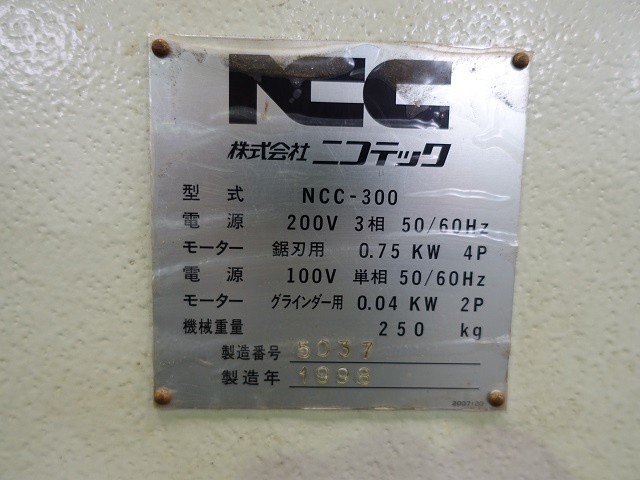 NCC
株式会社 ニコテック
型式 NCC-300
電源 200V 3相 50/60Hz
モーター 鋸刃用 0.75 KW 4P
電源 100V 単相 50/60Hz
モーター グラインダー用 0.04 KW 2P
機械重量 250 kg
製造番号 5037
製造年 1998